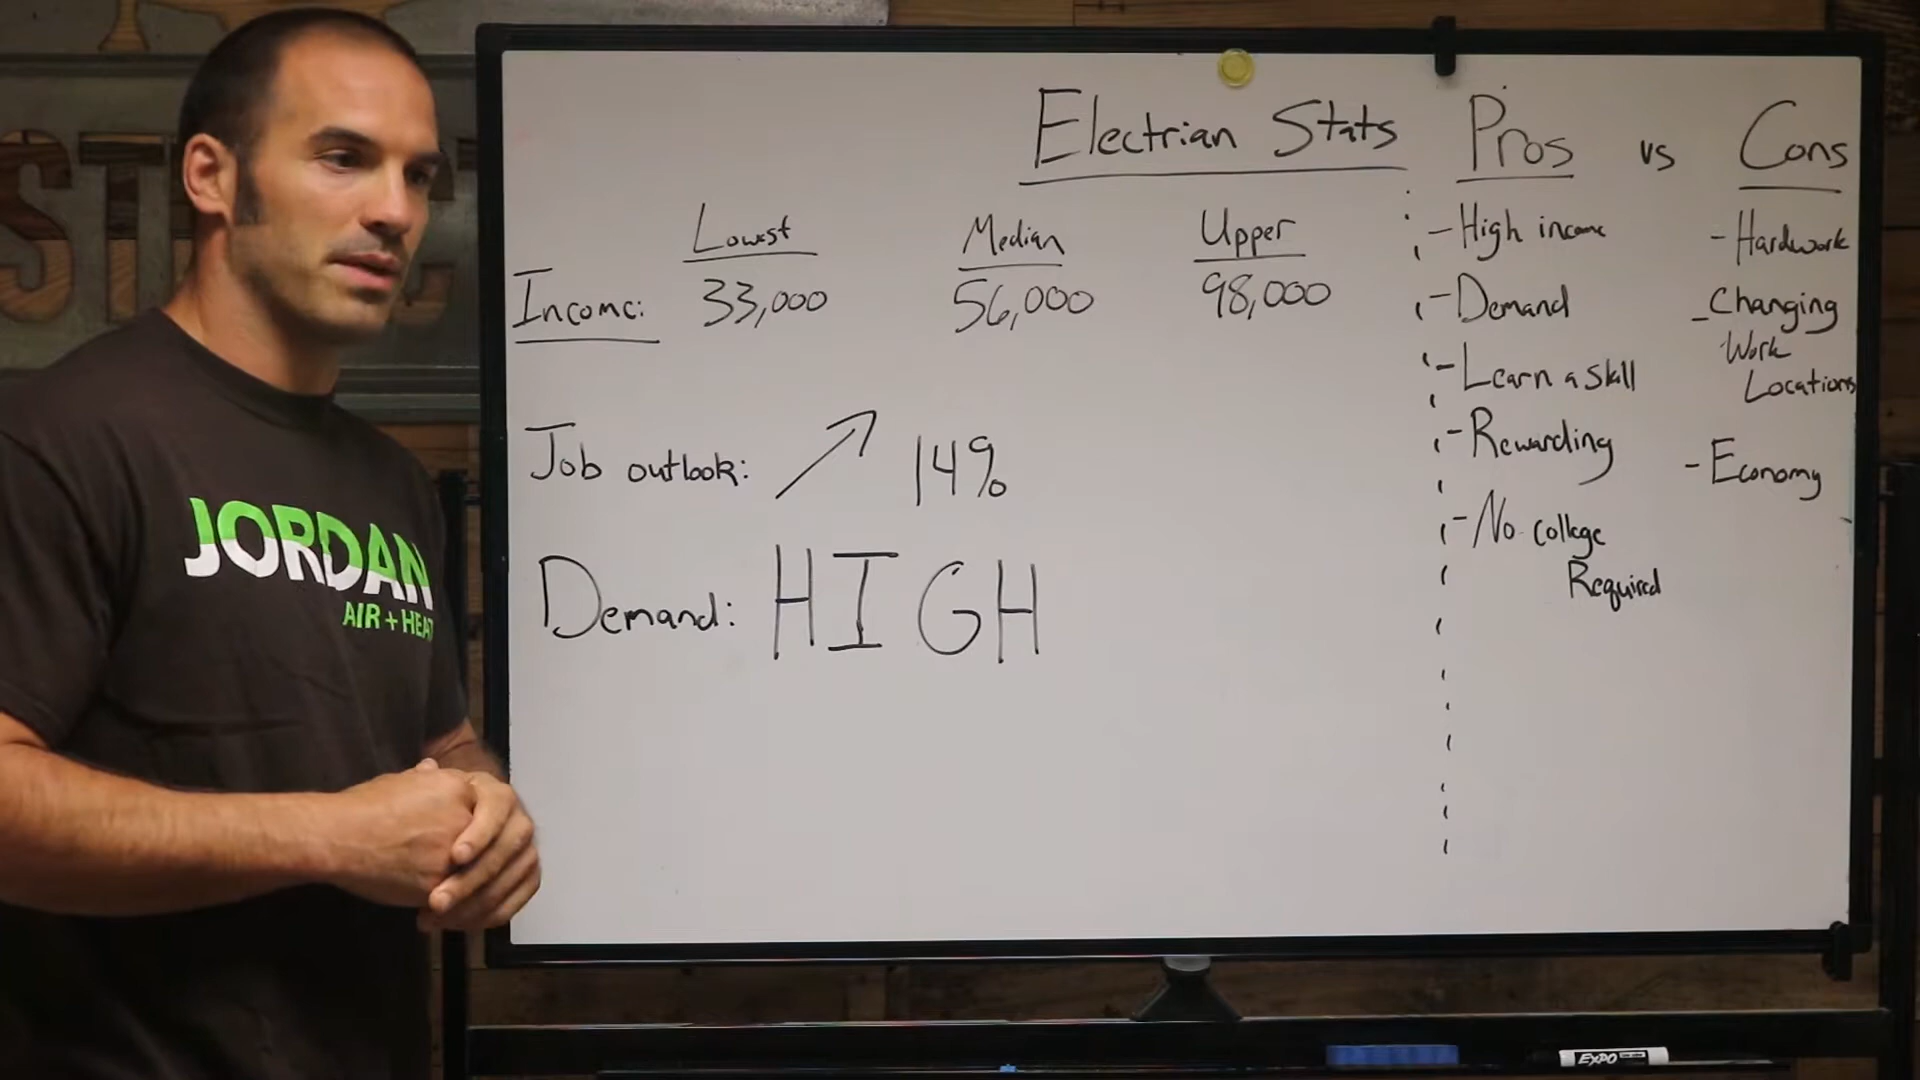 Electrian Stats
Lowest Median Upper
Income: 33,000 56,000 98,000
Job outlook: 14%
Demand: HIGH
Pros vs Cons
- High income
- Demand
- Learn a skill
- Rewarding
- No college
Required
- Hardwork
- Changing
Work
Locations
- Economy
JORDAN
AIR + HEAT
EXPO